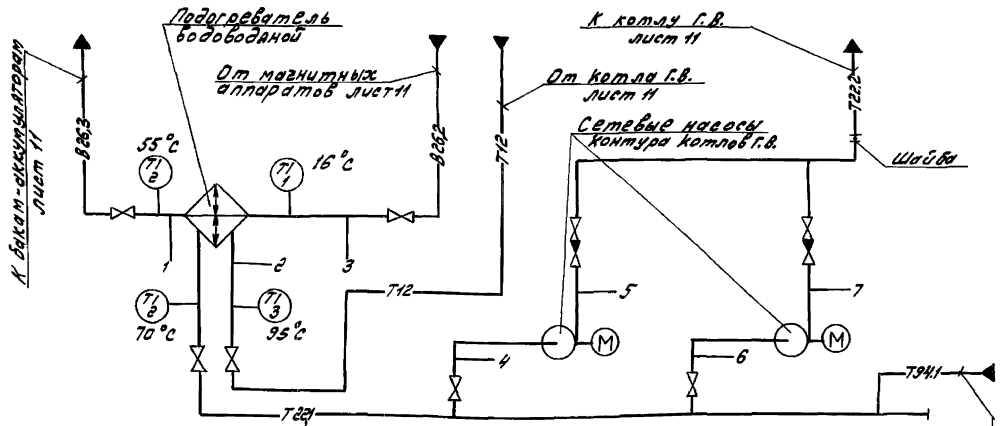 Подогреватель
водоводяной
К котлу Г.В.
лист 11
От магнитных
аппаратов лист 11
От котла Г.В.
лист 11
К бакам-аккумуляторам
лист 11
В26,3
В26,2
Т12
Т22.2
Сетевые насосы
контура котлов Г.В.
Шайба
55°С
TI
2
TI
1
16°С
1
2
3
TI
2
70°С
TI
3
95°С
Т12
5
7
М
М
4
6
Т94.1
Т22,1